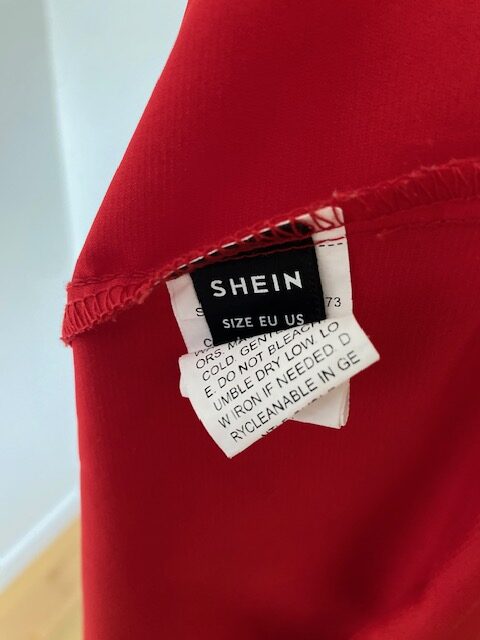 SHEIN
73
SIZE EU US
ORS.
COLD. GENT
E. DO NOT BLEACH
UMBLE DRY LOW. LO
W IRON IF NEEDED. D
RYCLEANABLE IN GE